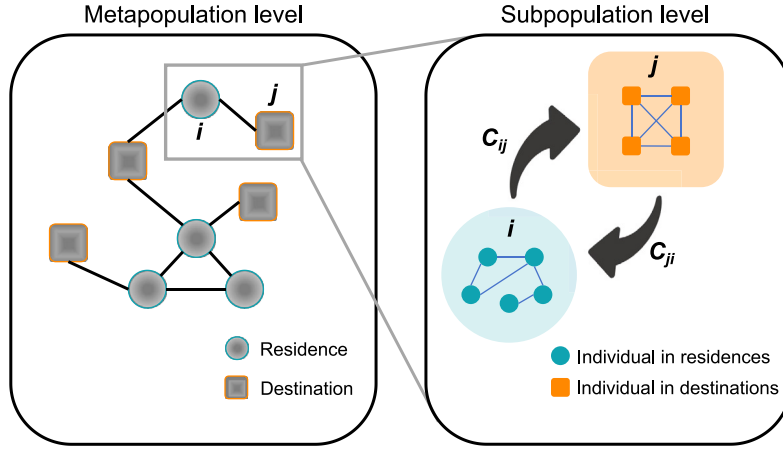 Metapopulation level
j
i
Residence
Destination
Subpopulation level
j
C_ij
i
C_ji
Individual in residences
Individual in destinations